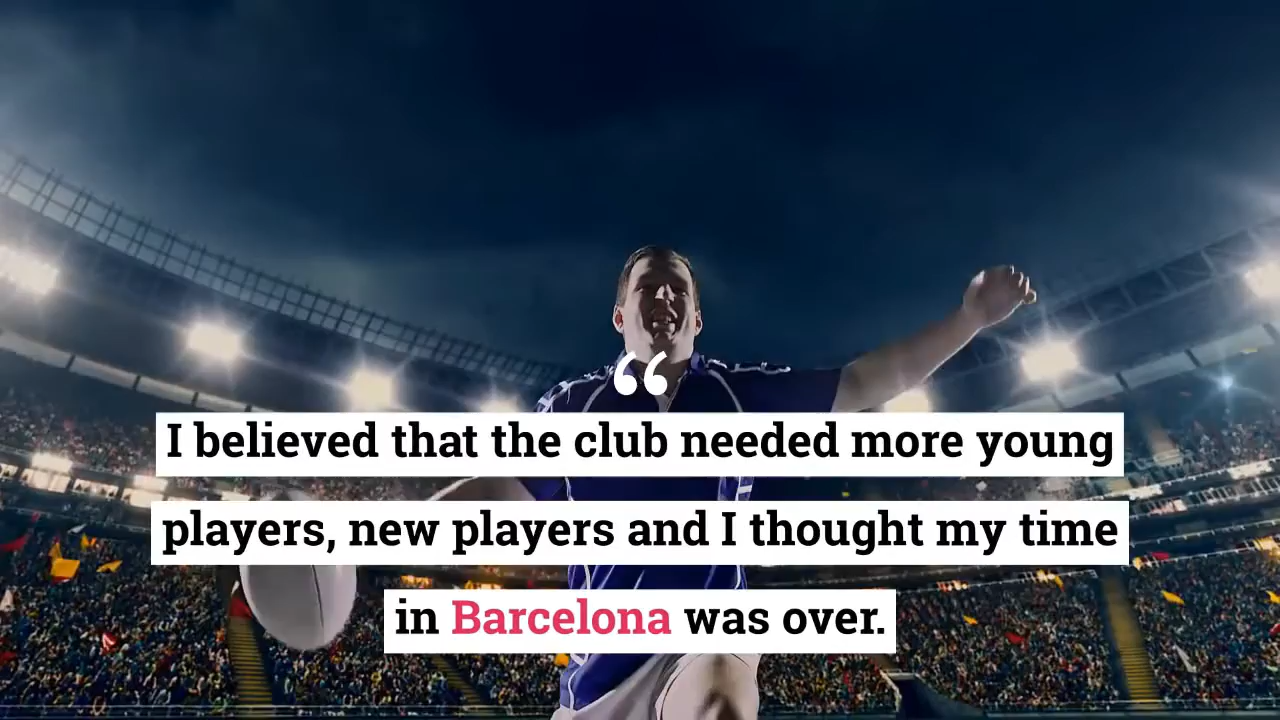 “
I believed that the club needed more young
players, new players and I thought my time
in Barcelona was over.